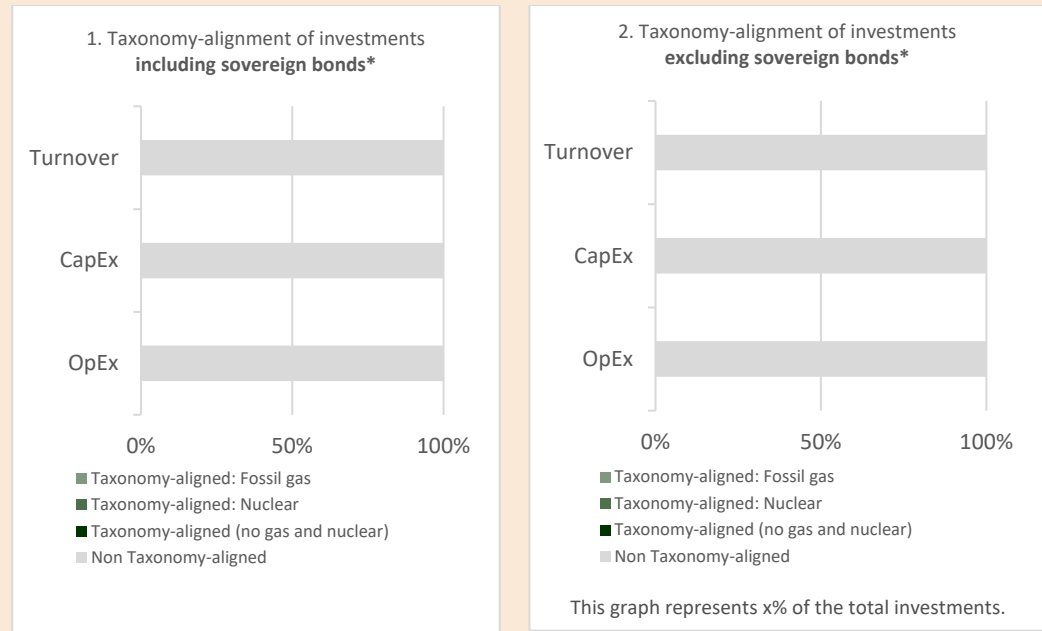 1. Taxonomy-alignment of investments
including sovereign bonds*
Turnover
CapEx
OpEx
0% 50% 100%
Taxonomy-aligned: Fossil gas
Taxonomy-aligned: Nuclear
Taxonomy-aligned (no gas and nuclear)
Non Taxonomy-aligned
2. Taxonomy-alignment of investments
excluding sovereign bonds*
Turnover
CapEx
OpEx
0% 50% 100%
Taxonomy-aligned: Fossil gas
Taxonomy-aligned: Nuclear
Taxonomy-aligned (no gas and nuclear)
Non Taxonomy-aligned
This graph represents x% of the total investments.